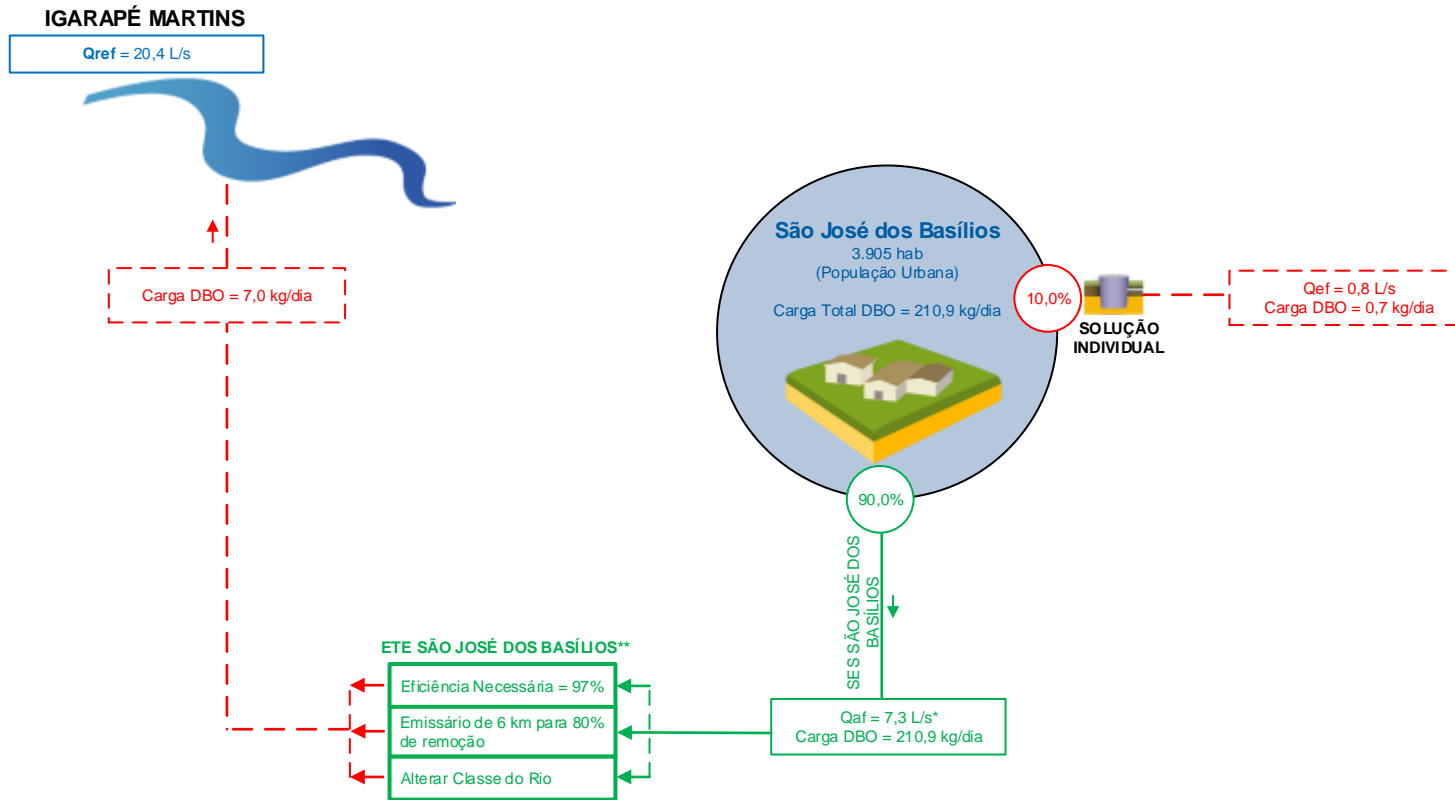 IGARAPÉ MARTINS
Qref = 20,4 L/s
Carga DBO = 7,0 kg/dia
São José dos Basílios
3.905 hab
(População Urbana)
Carga Total DBO = 210,9 kg/dia
10,0%
SOLUÇÃO
INDIVIDUAL
Qef = 0,8 L/s
Carga DBO = 0,7 kg/dia
90,0%
SES SÃO JOSÉ DOS
BASÍLIOS
ETE SÃO JOSÉ DOS BASÍLIOS**
Eficiência Necessária = 97%
Emissário de 6 km para 80%
de remoção
Alterar Classe do Rio
Qaf = 7,3 L/s*
Carga DBO = 210,9 kg/dia